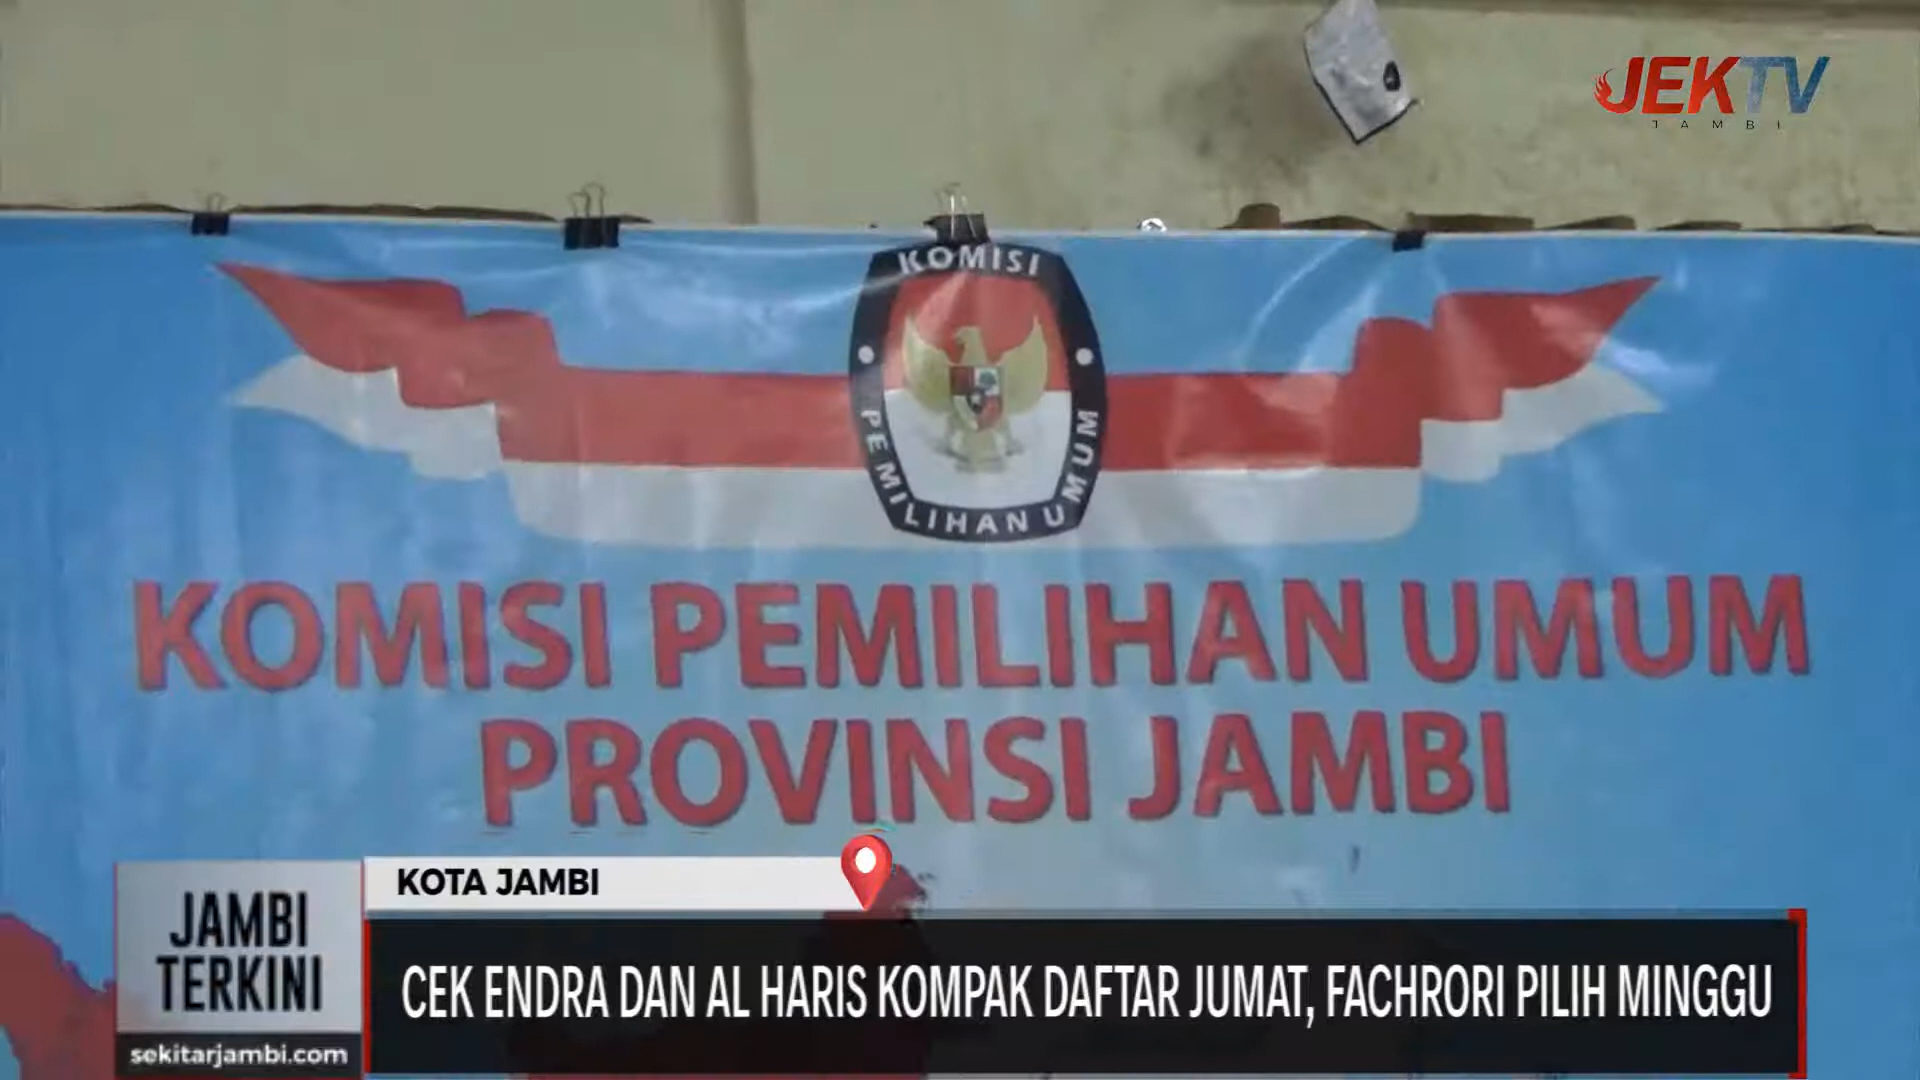 JEKTV
JAMBI
KOMISI
PEMILIHAN UMUM
KOMISI PEMILIHAN UMUM
PROVINSI JAMBI
KOTA JAMBI
JAMBI
TERKINI
CEK ENDRA DAN AL HARIS KOMPAK DAFTAR JUMAT, FACHRORI PILIH MINGGU
sekitarjambi.com